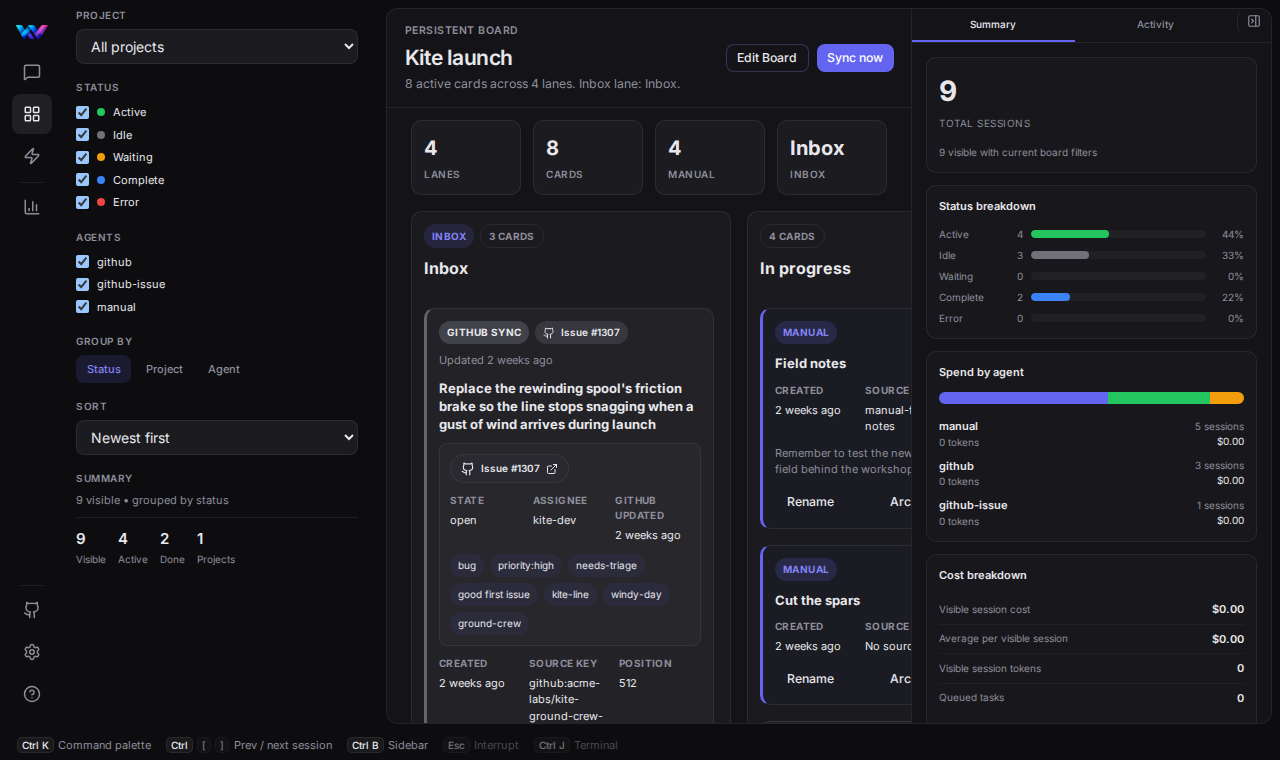 PROJECT
All projects
STATUS
Active
Idle
Waiting
Complete
Error
AGENTS
github
github-issue
manual
GROUP BY
Status Project Agent
SORT
Newest first
SUMMARY
9 visible • grouped by status
9 4 2 1
Visible Active Done Projects
PERSISTENT BOARD
Kite launch
8 active cards across 4 lanes. Inbox lane: Inbox.
Edit Board Sync now
4 8 4 Inbox
LANES CARDS MANUAL INBOX
INBOX 3 CARDS
Inbox
GITHUB SYNC Issue #1307
Updated 2 weeks ago
Replace the rewinding spool's friction
brake so the line stops snagging when a
gust of wind arrives during launch
Issue #1307
STATE ASSIGNEE GITHUB
UPDATED
open kite-dev 2 weeks ago
bug priority:high needs-triage
good first issue kite-line windy-day
ground-crew
CREATED SOURCE KEY POSITION
2 weeks ago github:acme- 512
labs/kite-
ground-crew-
4 CARDS
In progress
MANUAL
Field notes
CREATED SOURCE
2 weeks ago manual-f
notes
Remember to test the new
field behind the workshop
Rename Arc
MANUAL
Cut the spars
CREATED SOURCE
2 weeks ago No sourc
Rename Arc
Summary Activity
9
TOTAL SESSIONS
9 visible with current board filters
Status breakdown
Active 4 44%
Idle 3 33%
Waiting 0 0%
Complete 2 22%
Error 0 0%
Spend by agent
manual 5 sessions
0 tokens $0.00
github 3 sessions
0 tokens $0.00
github-issue 1 sessions
0 tokens $0.00
Cost breakdown
Visible session cost $0.00
Average per visible session $0.00
Visible session tokens 0
Queued tasks 0
Ctrl K Command palette Ctrl [ ] Prev / next session Ctrl B Sidebar Esc Interrupt Ctrl J Terminal